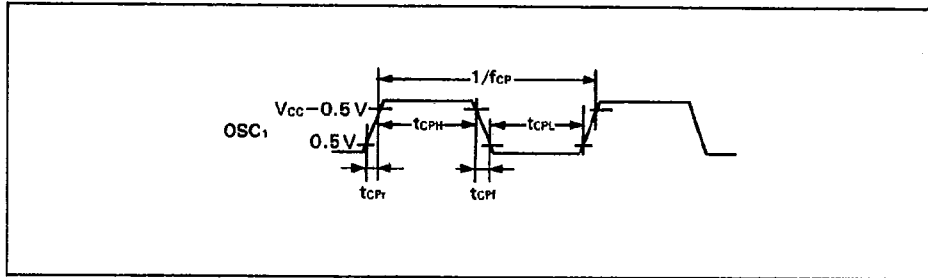 1/fCP
VCC−0.5 V
OSC1
tCPH
tCPL
0.5 V
tCPr
tCPf